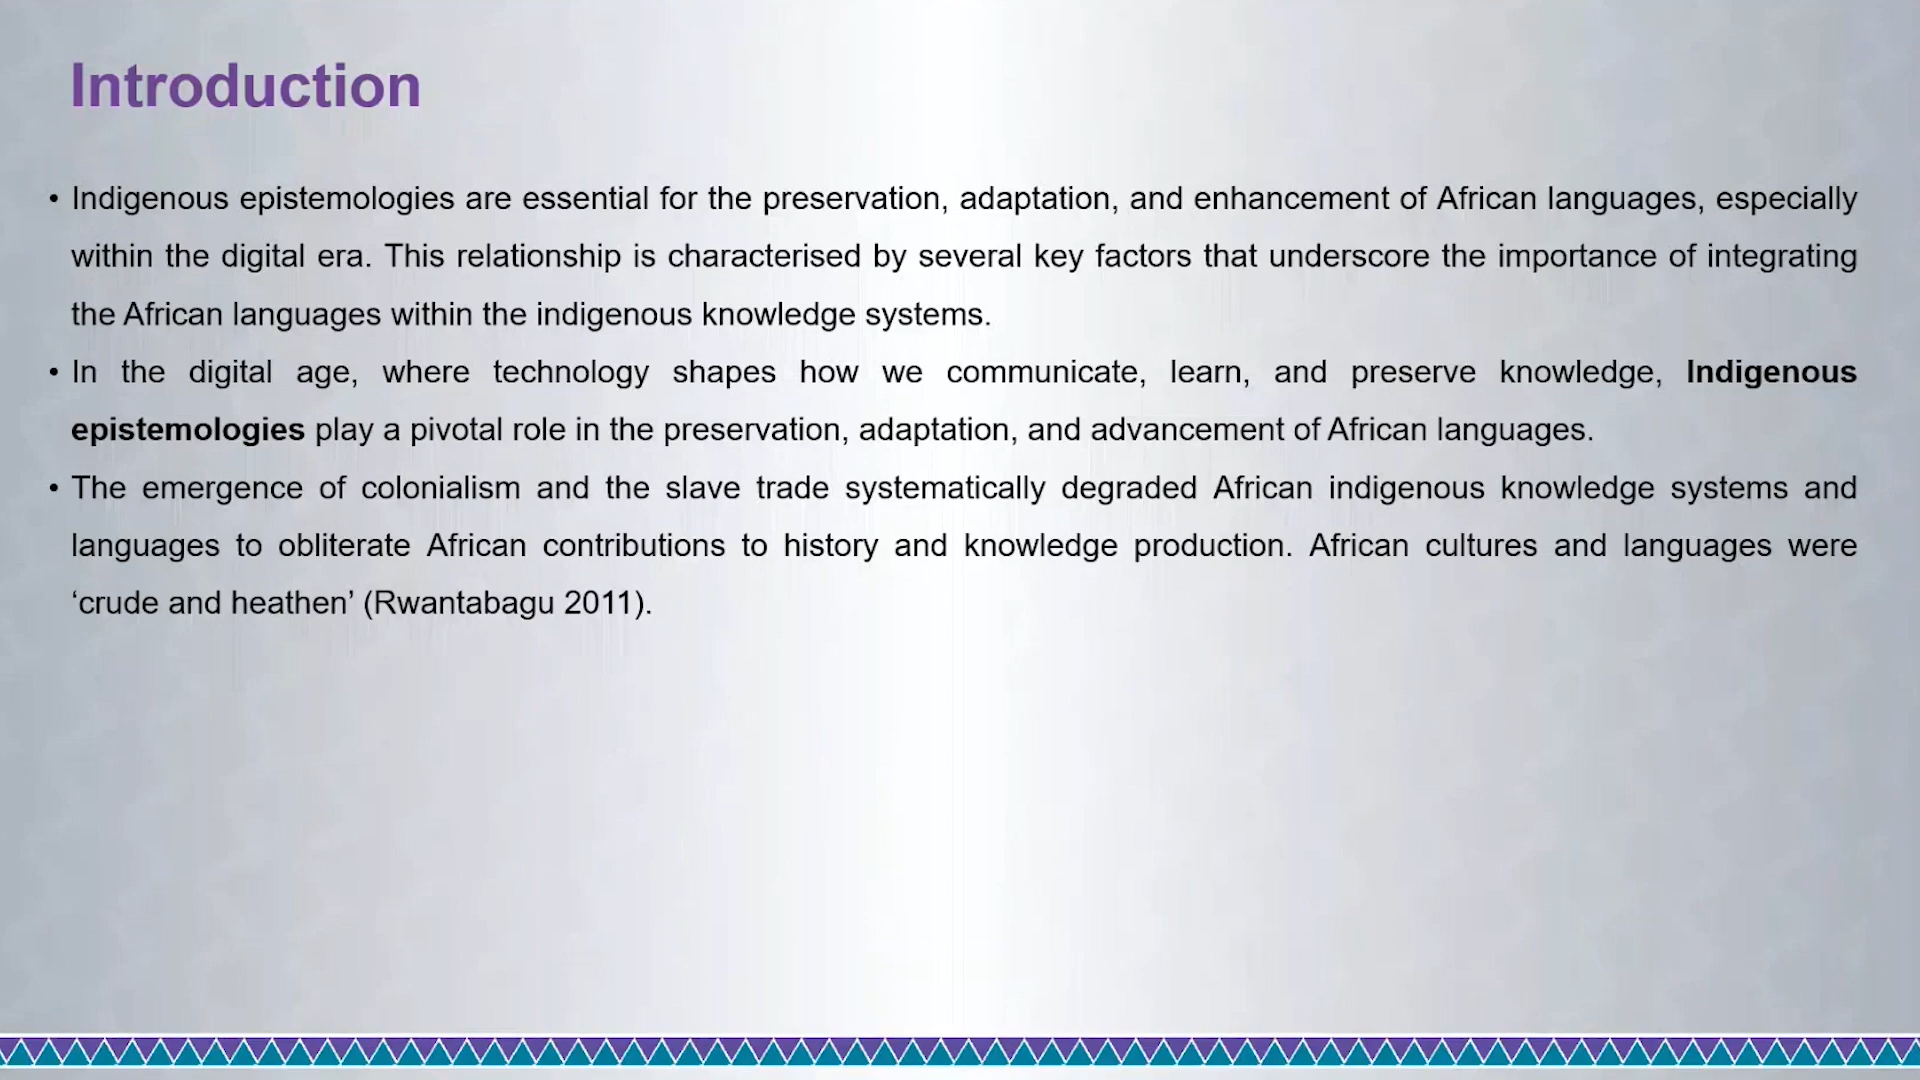 Introduction
• Indigenous epistemologies are essential for the preservation, adaptation, and enhancement of African languages, especially
within the digital era. This relationship is characterised by several key factors that underscore the importance of integrating
the African languages within the indigenous knowledge systems.
• In the digital age, where technology shapes how we communicate, learn, and preserve knowledge, Indigenous
epistemologies play a pivotal role in the preservation, adaptation, and advancement of African languages.
• The emergence of colonialism and the slave trade systematically degraded African indigenous knowledge systems and
languages to obliterate African contributions to history and knowledge production. African cultures and languages were
‘crude and heathen’ (Rwantabagu 2011).